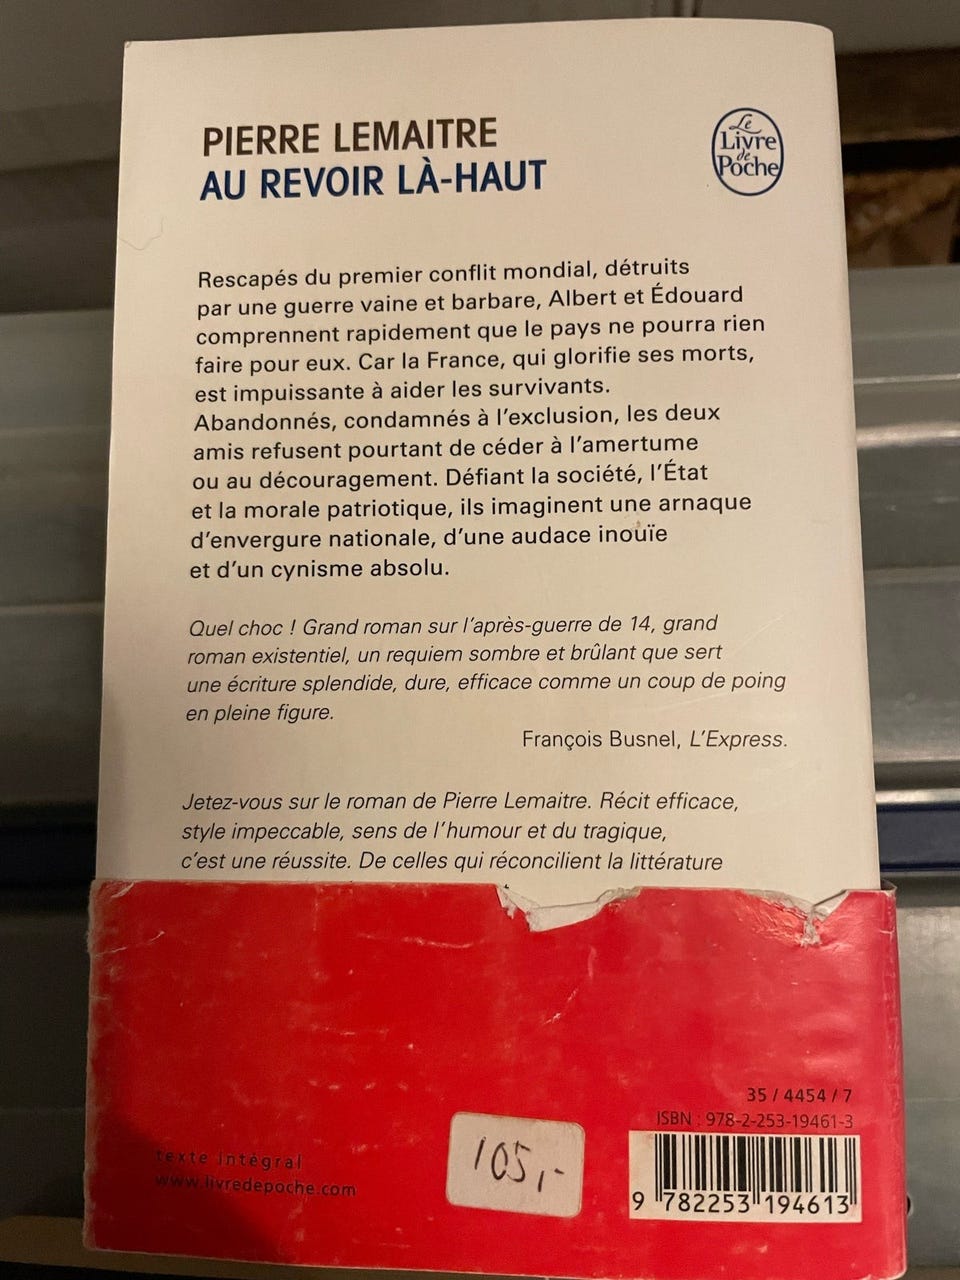 PIERRE LEMAITRE
AU REVOIR LÀ-HAUT
Le
Livre
de
Poche
Rescapés du premier conflit mondial, détruits
par une guerre vaine et barbare, Albert et Édouard
comprennent rapidement que le pays ne pourra rien
faire pour eux. Car la France, qui glorifie ses morts,
est impuissante à aider les survivants.
Abandonnés, condamnés à l'exclusion, les deux
amis refusent pourtant de céder à l'amertume
ou au découragement. Défiant la société, l'État
et la morale patriotique, ils imaginent une arnaque
d'envergure nationale, d'une audace inouïe
et d'un cynisme absolu.
Quel choc ! Grand roman sur l'après-guerre de 14, grand
roman existentiel, un requiem sombre et brûlant que sert
une écriture splendide, dure, efficace comme un coup de poing
en pleine figure.
François Busnel, L'Express.
Jetez-vous sur le roman de Pierre Lemaitre. Récit efficace,
style impeccable, sens de l'humour et du tragique,
c'est une réussite. De celles qui réconcilient la littérature
35 / 4454 / 7
ISBN : 978-2-253-19461-3
texte intégral
www.livredepoche.com
105,-
9 782253 194613